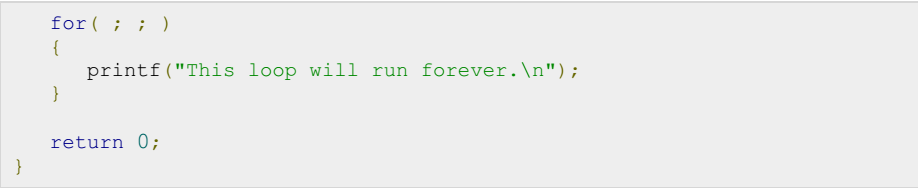 for( ; ; )
{
printf("This loop will run forever.\n");
}
return 0;
}